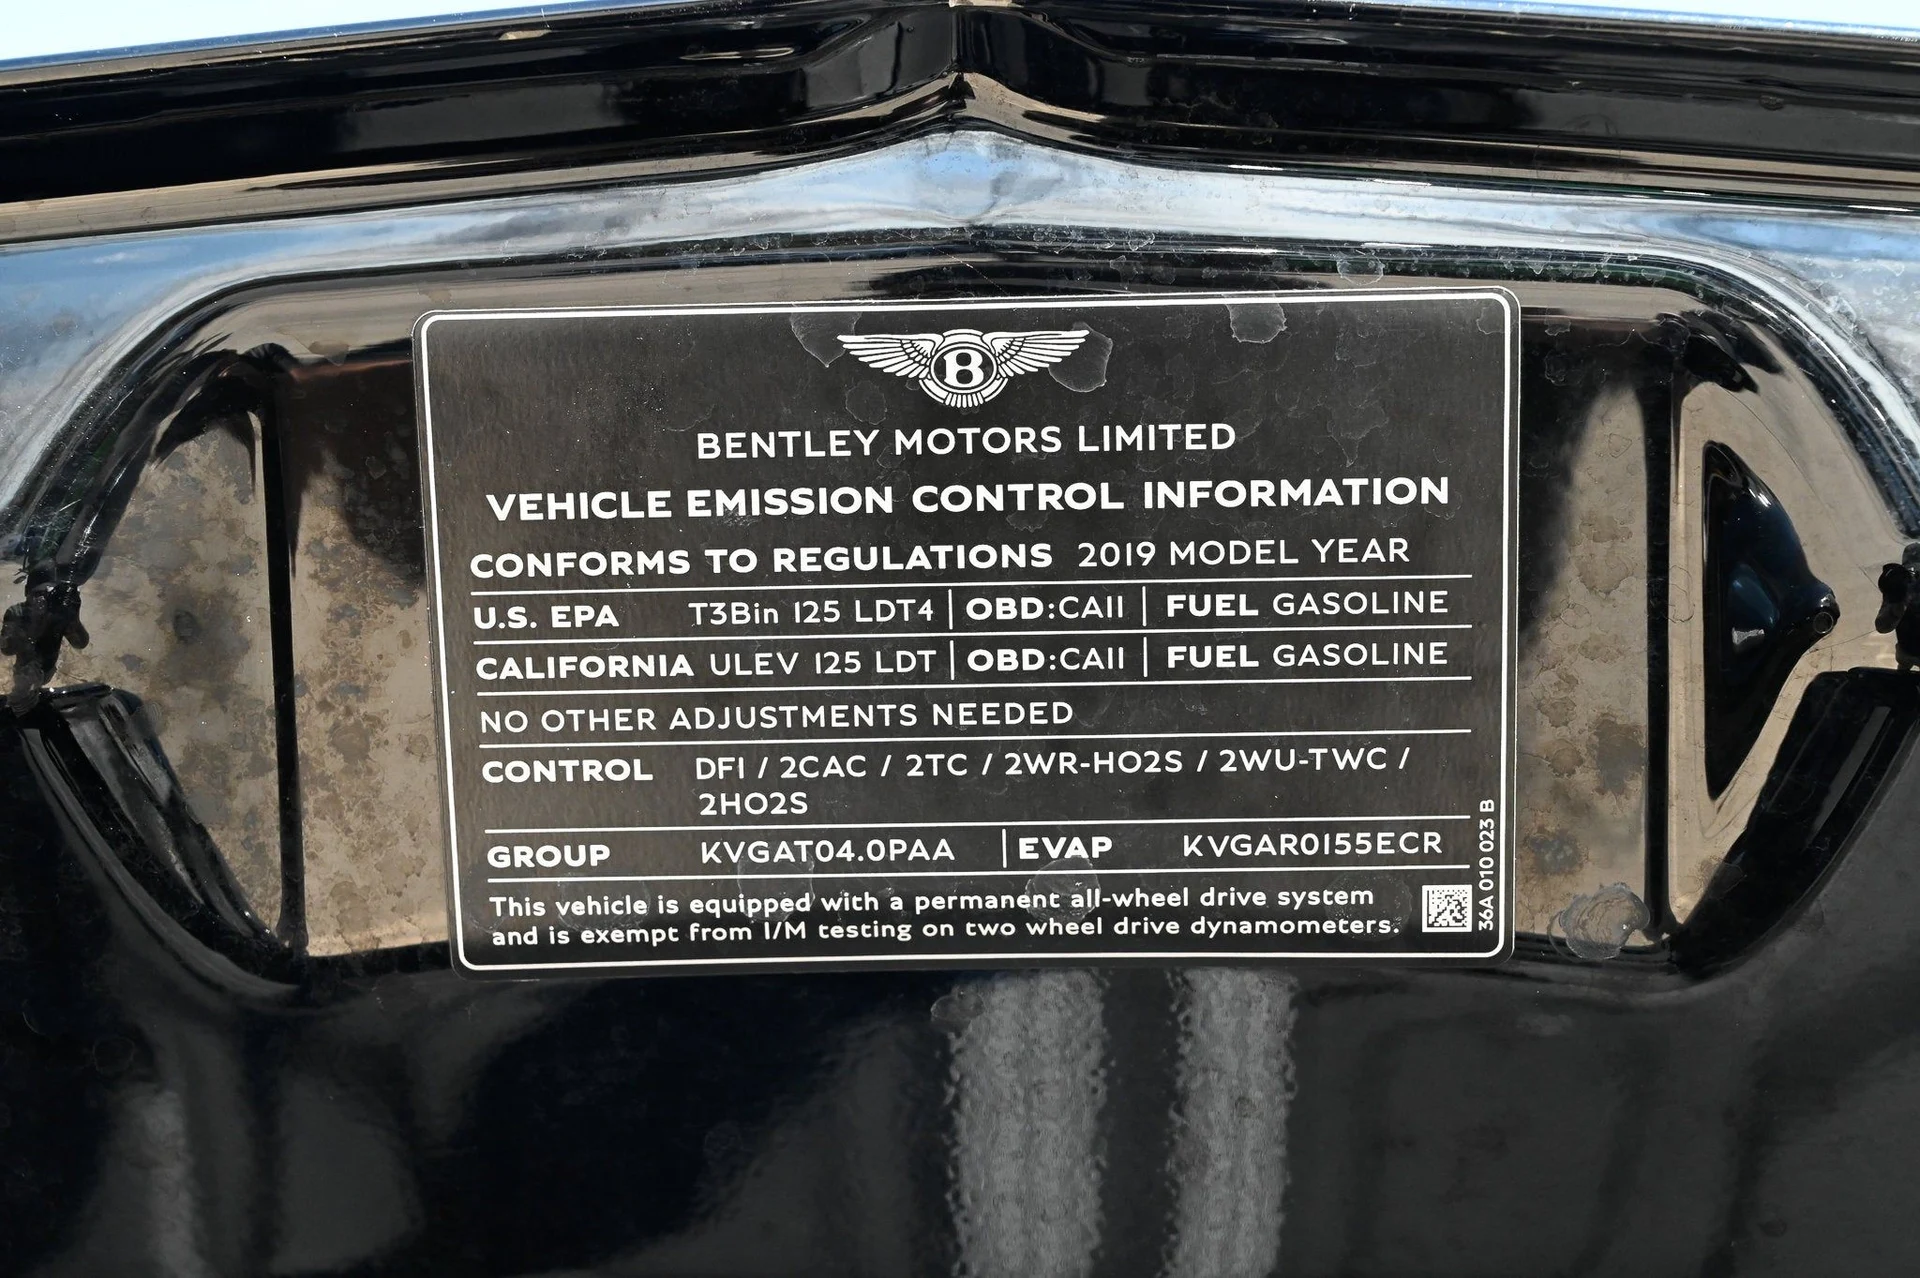 B
BENTLEY MOTORS LIMITED
VEHICLE EMISSION CONTROL INFORMATION
CONFORMS TO REGULATIONS 2019 MODEL YEAR
U.S. EPA T3Bin 125 LDT4 | OBD:CAII | FUEL GASOLINE
CALIFORNIA ULEV 125 LDT | OBD:CAII | FUEL GASOLINE
NO OTHER ADJUSTMENTS NEEDED
CONTROL DFI / 2CAC / 2TC / 2WR-HO2S / 2WU-TWC /
2HO2S
GROUP KVGAT04.0PAA | EVAP KVGAR0155ECR
This vehicle is equipped with a permanent all-wheel drive system
and is exempt from I/M testing on two wheel drive dynamometers.
36A 010 023 B